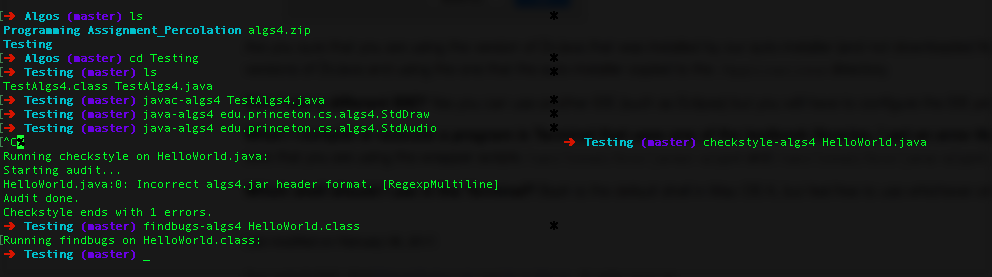 [→ Algos (master) ls *
Programming Assignment_Percolation algs4.zip
Testing
[→ Algos (master) cd Testing *
[→ Testing (master) ls *
TestAlgs4.class TestAlgs4.java
[→ Testing (master) javac-algs4 TestAlgs4.java *
[→ Testing (master) java-algs4 edu.princeton.cs.algs4.StdDraw *
[→ Testing (master) java-algs4 edu.princeton.cs.algs4.StdAudio *
[^C* → Testing (master) checkstyle-algs4 HelloWorld.java
Running checkstyle on HelloWorld.java:
Starting audit...
HelloWorld.java:0: Incorrect algs4.jar header format. [RegexpMultiline]
Audit done.
Checkstyle ends with 1 errors.
[→ Testing (master) findbugs-algs4 HelloWorld.class *
[Running findbugs on HelloWorld.class:
→ Testing (master) _